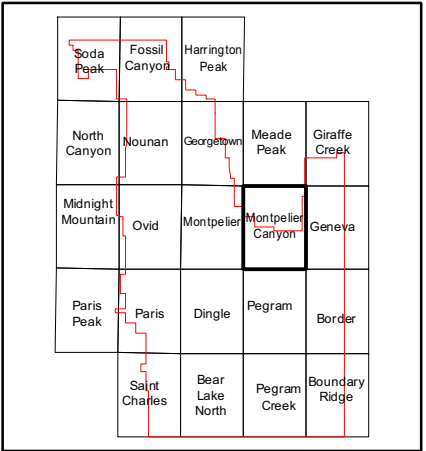 Soda
Peak
Fossil
Canyon
Harrington
Peak
North
Canyon
Nounan
Georgetown
Meade
Peak
Giraffe
Creek
Midnight
Mountain
Ovid
Montpelier
Montpelier
Canyon
Geneva
Paris
Peak
Paris
Dingle
Pegram
Border
Saint
Charles
Bear
Lake
North
Pegram
Creek
Boundary
Ridge